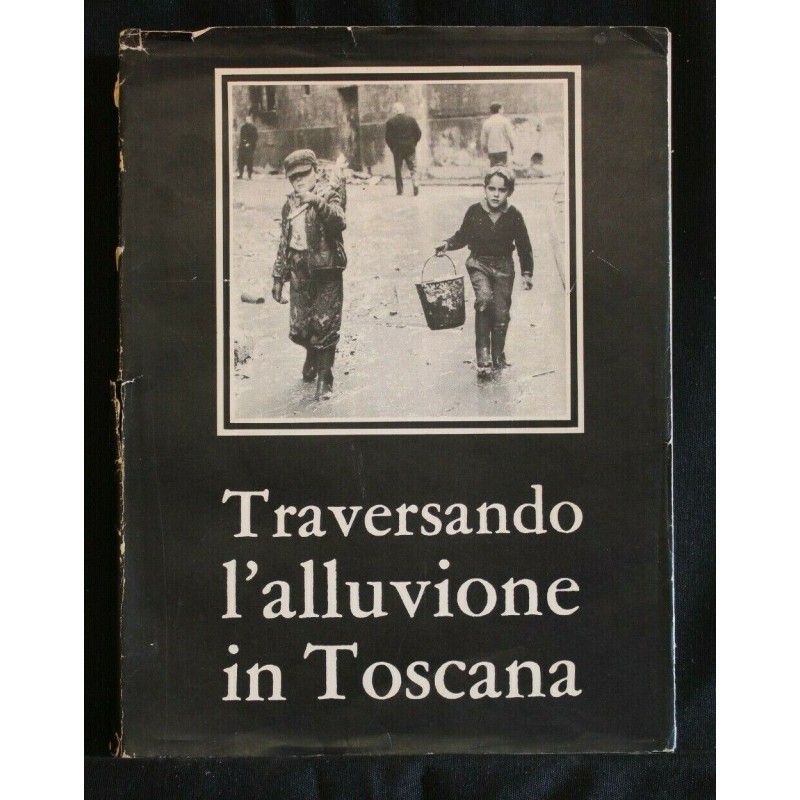 Traversando
l'alluvione
in Toscana